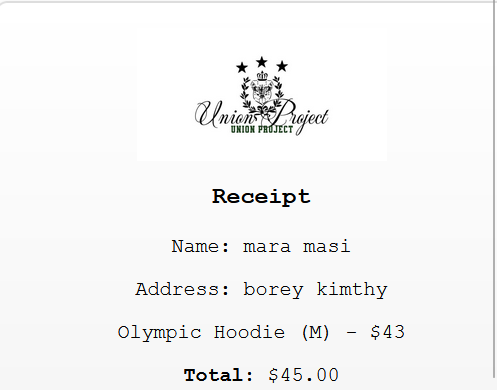 Union Project
UNION PROJECT
Receipt
Name: mara masi
Address: borey kimthy
Olympic Hoodie (M) - $43
Total: $45.00